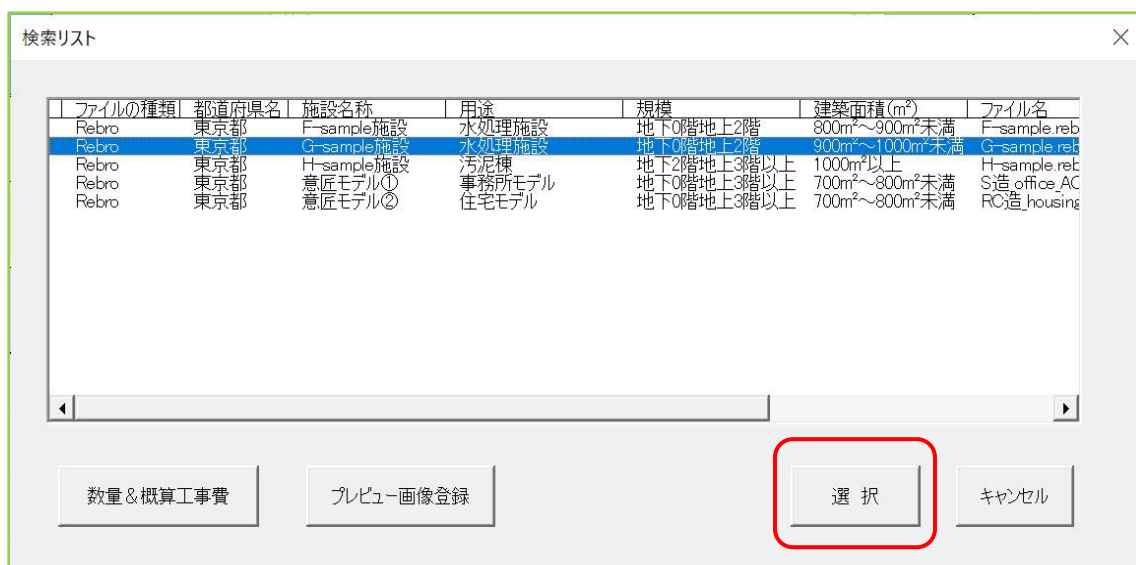 検索リスト
ファイルの種類 都道府県名 施設名称 用途 規模 建築面積(㎡) ファイル名
Rebro 東京都 F-sample施設 水処理施設 地下0階地上2階 800㎡～900㎡未満 F-sample.reb
Rebro 東京都 G-sample施設 水処理施設 地下0階地上2階 900㎡～1000㎡未満 G-sample.reb
Rebro 東京都 H-sample施設 汚泥棟 地下2階地上3階以上 1000㎡以上 H-sample.reb
Rebro 東京都 意匠モデル① 事務所モデル 地下0階地上3階以上 700㎡～800㎡未満 S造_office_AC
Rebro 東京都 意匠モデル② 住宅モデル 地下0階地上3階以上 700㎡～800㎡未満 RC造_housing
数量&概算工事費 プレビュー画像登録 選 択 キャンセル